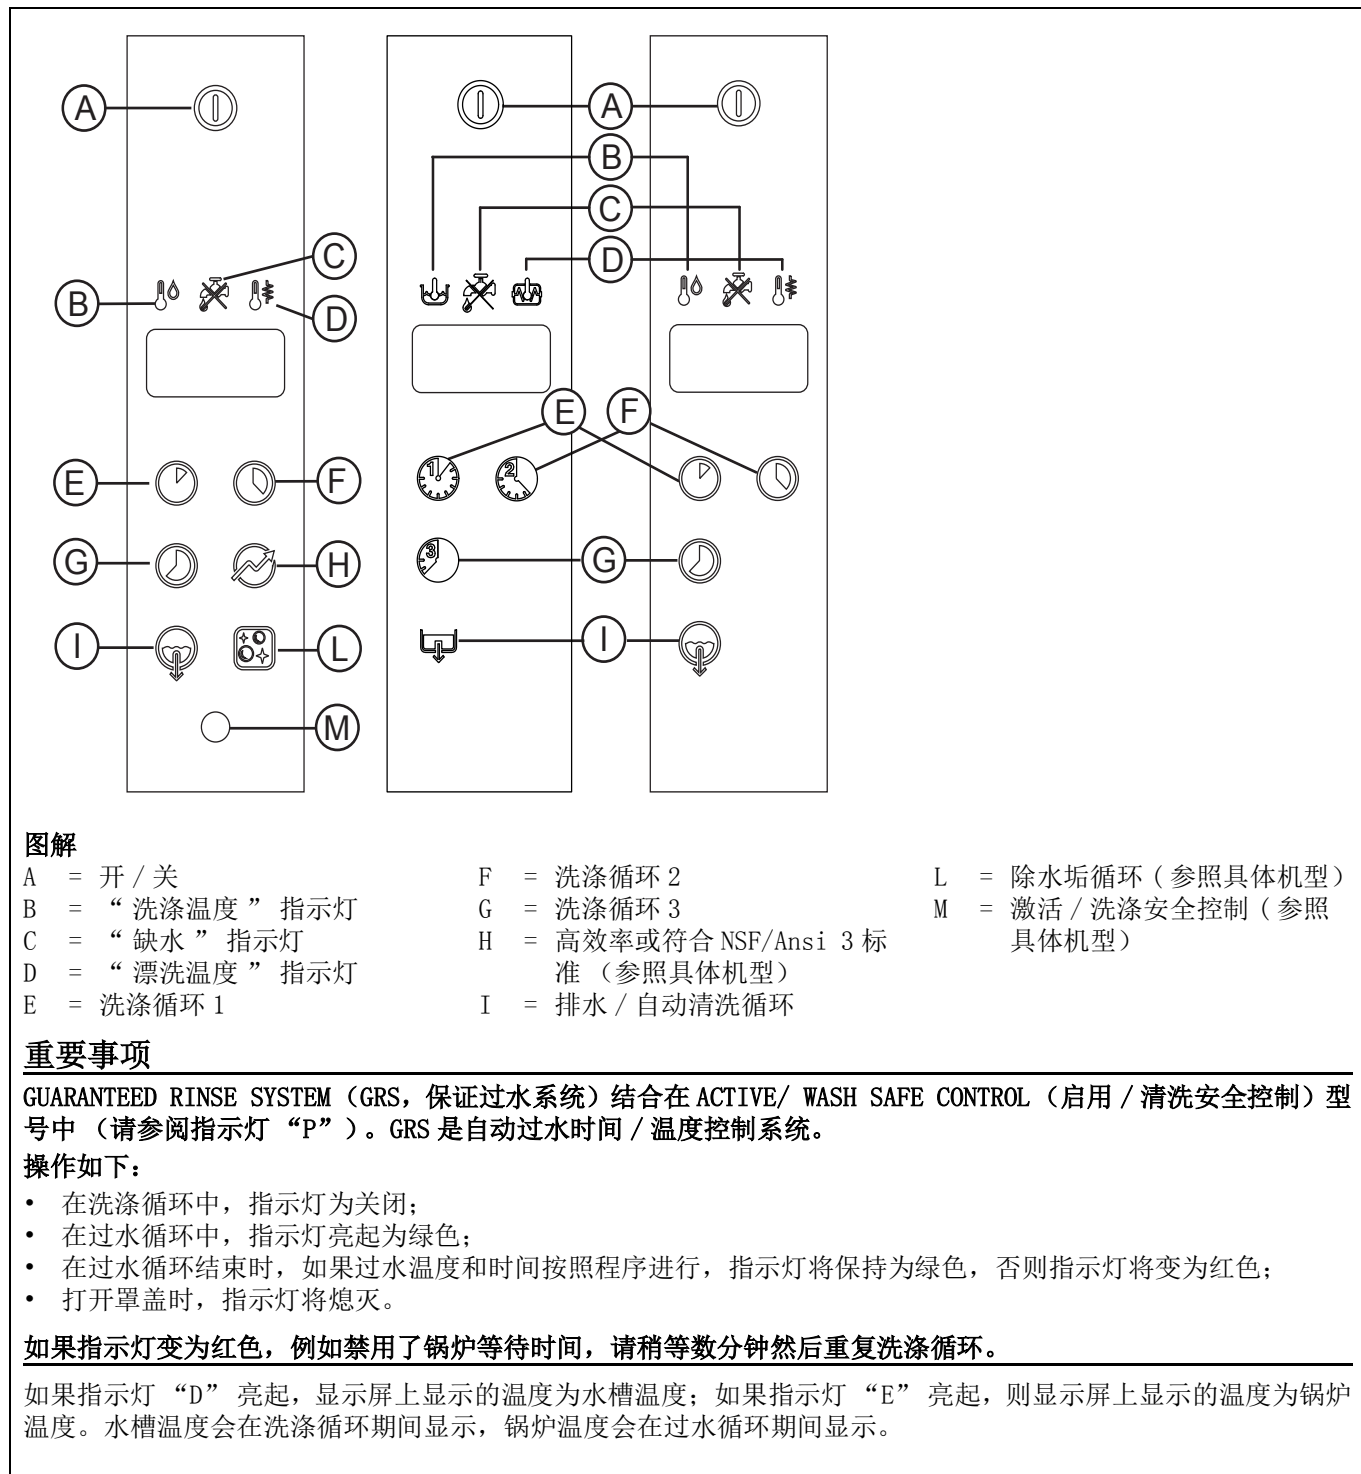 A
A
B
C
D
C
B
D
E
F
E
F
G
H
G
I
L
I
M
图解
A = 开 / 关
B = “ 洗涤温度 ” 指示灯
C = “ 缺水 ” 指示灯
D = “ 漂洗温度 ” 指示灯
E = 洗涤循环 1
F = 洗涤循环 2
G = 洗涤循环 3
H = 高效率或符合 NSF/Ansi 3 标
准 （参照具体机型）
I = 排水 / 自动清洗循环
L = 除水垢循环 ( 参照具体机型）
M = 激活 / 洗涤安全控制 ( 参照
具体机型）
重要事项
GUARANTEED RINSE SYSTEM （GRS，保证过水系统）结合在 ACTIVE/ WASH SAFE CONTROL （启用 / 清洗安全控制）型
号中 （请参阅指示灯 “P”）。GRS 是自动过水时间 / 温度控制系统。
操作如下：
• 在洗涤循环中，指示灯为关闭；
• 在过水循环中，指示灯亮起为绿色；
• 在过水循环结束时，如果过水温度和时间按照程序进行，指示灯将保持为绿色，否则指示灯将变为红色；
• 打开罩盖时，指示灯将熄灭。
如果指示灯变为红色，例如禁用了锅炉等待时间，请稍等数分钟然后重复洗涤循环。
如果指示灯 “D” 亮起，显示屏上显示的温度为水槽温度；如果指示灯 “E” 亮起，则显示屏上显示的温度为锅炉
温度。水槽温度会在洗涤循环期间显示，锅炉温度会在过水循环期间显示。
1
2
3